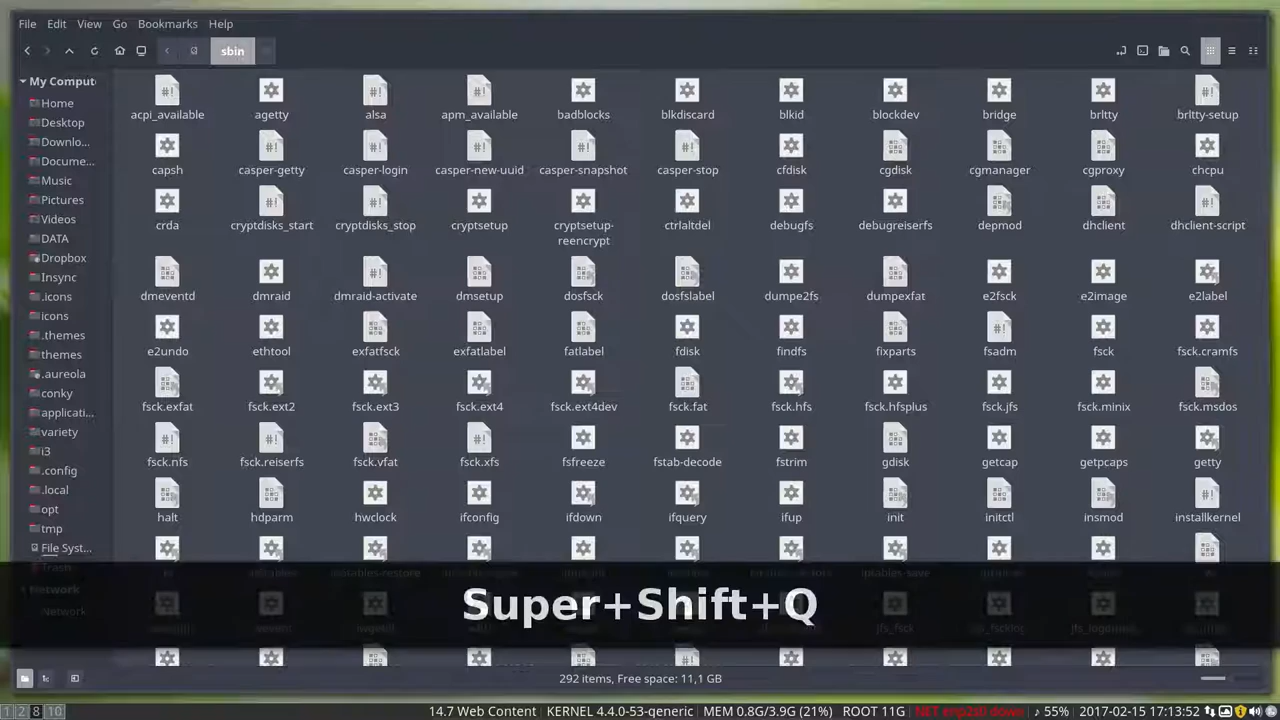 File Edit View Go Bookmarks Help
sbin
My Comput
Home
Desktop
Downlo...
Docume...
Music
Pictures
Videos
DATA
Dropbox
Insync
.icons
icons
.themes
themes
.aureola
conky
applicati...
variety
i3
.config
.local
opt
tmp
File Syst...
Trash
Network
Network
acpi_available agetty alsa apm_available badblocks blkdiscard blkid blockdev bridge brltty brltty-setup
capsh casper-getty casper-login casper-new-uuid casper-snapshot casper-stop cfdisk cgdisk cgmanager cgproxy chcpu
crda cryptdisks_start cryptdisks_stop cryptsetup cryptsetup-reencrypt ctrlaltdel debugfs debugreiserfs depmod dhclient dhclient-script
dmeventd dmraid dmraid-activate dmsetup dosfsck dosfslabel dumpe2fs dumpexfat e2fsck e2image e2label
e2undo ethtool exfatfsck exfatlabel fatlabel fdisk findfs fixparts fsadm fsck fsck.cramfs
fsck.exfat fsck.ext2 fsck.ext3 fsck.ext4 fsck.ext4dev fsck.fat fsck.hfs fsck.hfsplus fsck.jfs fsck.minix fsck.msdos
fsck.nfs fsck.reiserfs fsck.vfat fsck.xfs fsfreeze fstab-decode fstrim gdisk getcap getpcaps getty
halt hdparm hwclock ifconfig ifdown ifquery ifup init initctl insmod installkernel
iptables-save
Super+Shift+Q
jfs_fsck
292 items, Free space: 11,1 GB
1 2 8 10
14.7 Web Content KERNEL 4.4.0-53-generic MEM 0.8G/3.9G (21%) ROOT 11G NET enp2s0 down ♪ 55% 2017-02-15 17:13:52